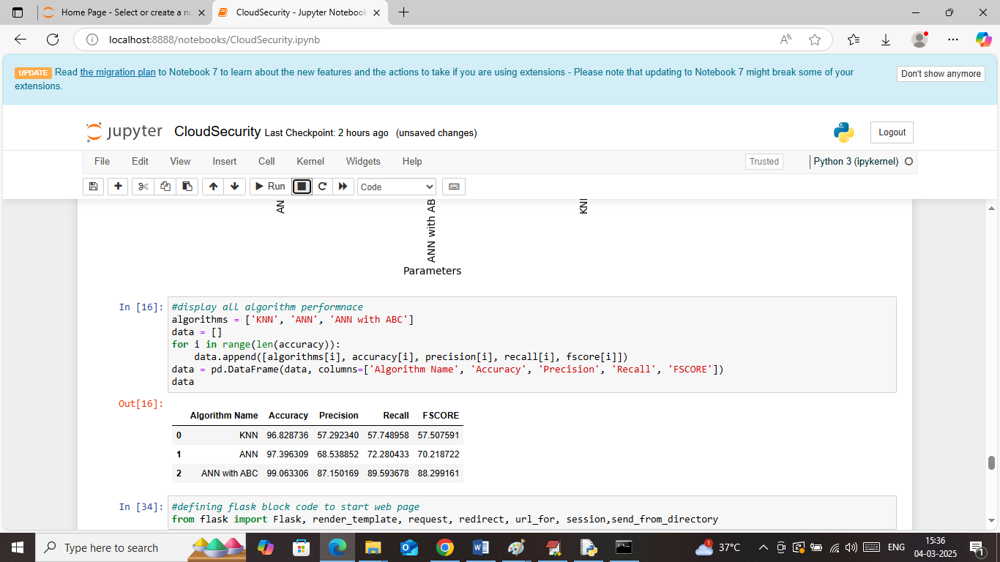 Home Page - Select or create a no
CloudSecurity - Jupyter Notebook
localhost:8888/notebooks/CloudSecurity.ipynb
UPDATE Read the migration plan to Notebook 7 to learn about the new features and the actions to take if you are using extensions - Please note that updating to Notebook 7 might break some of your
extensions.
Don't show anymore
jupyter CloudSecurity Last Checkpoint: 2 hours ago (unsaved changes)
Logout
File Edit View Insert Cell Kernel Widgets Help
Trusted Python 3 (ipykernel)
Run Code
AN
ANN with AB
KNI
Parameters
In [16]: #display all algorithm performnace
algorithms = ['KNN', 'ANN', 'ANN with ABC']
data = []
for i in range(len(accuracy)):
    data.append([algorithms[i], accuracy[i], precision[i], recall[i], fscore[i]])
data = pd.DataFrame(data, columns=['Algorithm Name', 'Accuracy', 'Precision', 'Recall', 'FSCORE'])
data
Out[16]:
Algorithm Name Accuracy Precision Recall FSCORE
0 KNN 96.828736 57.292340 57.748958 57.507591
1 ANN 97.396309 68.538852 72.280433 70.218722
2 ANN with ABC 99.063306 87.150169 89.593678 88.299161
In [34]: #defining flask block code to start web page
from flask import Flask, render_template, request, redirect, url_for, session,send_from_directory
Type here to search
1
37°C
ENG
15:36
04-03-2025
1